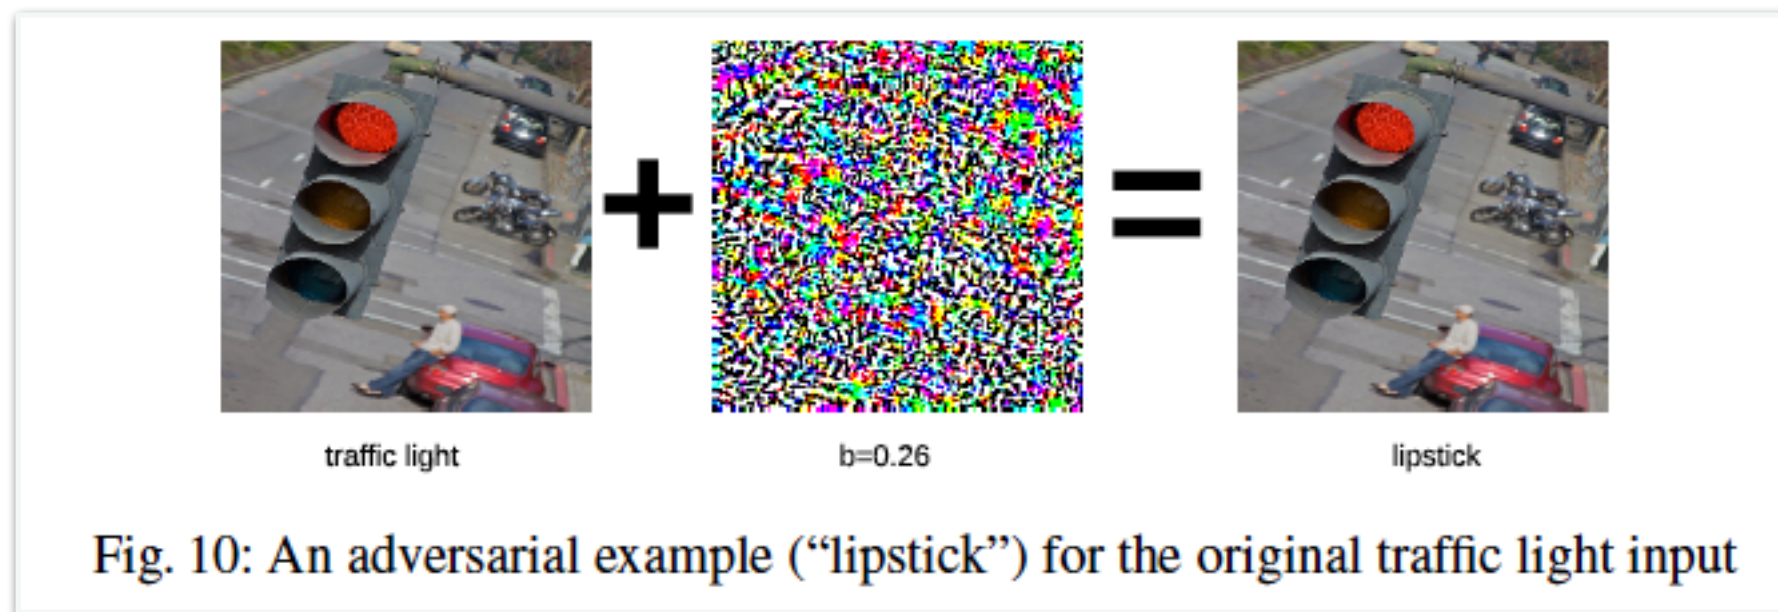 traffic light
b=0.26
lipstick
Fig. 10: An adversarial example (“lipstick”) for the original traffic light input